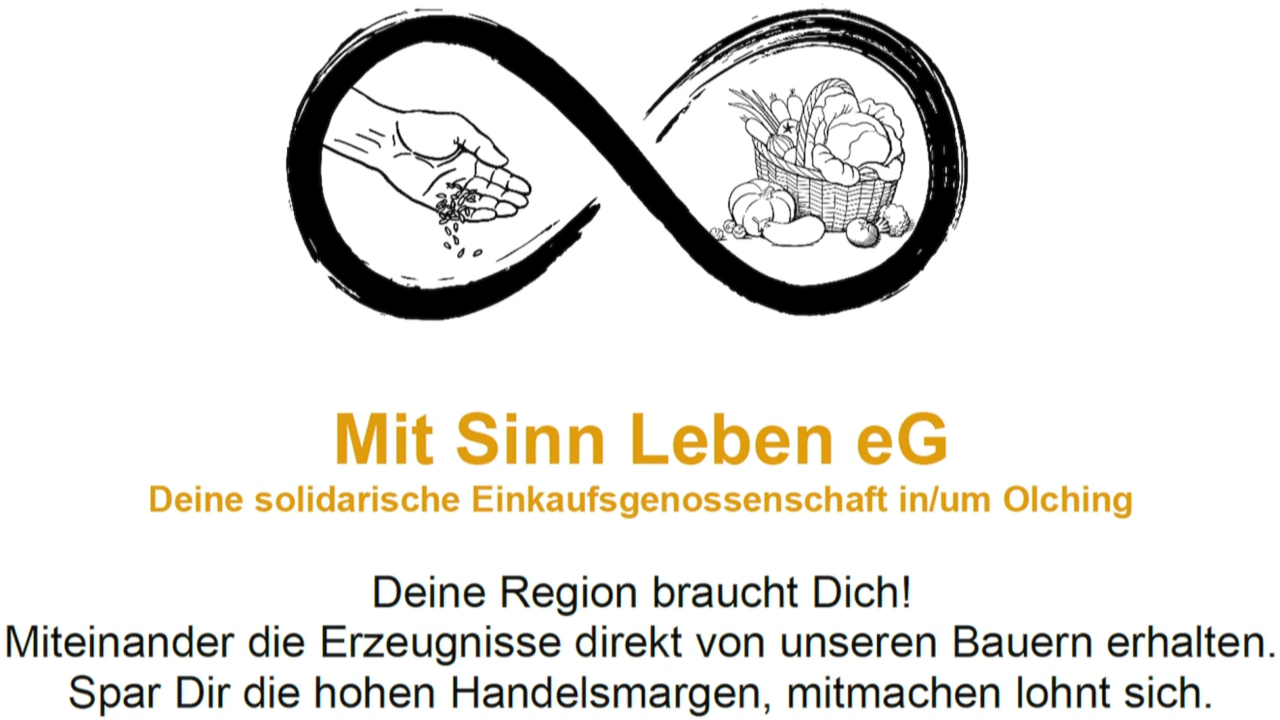 Mit Sinn Leben eG
Deine solidarische Einkaufsgenossenschaft in/um Olching
Deine Region braucht Dich!
Miteinander die Erzeugnisse direkt von unseren Bauern erhalten.
Spar Dir die hohen Handelsmargen, mitmachen lohnt sich.